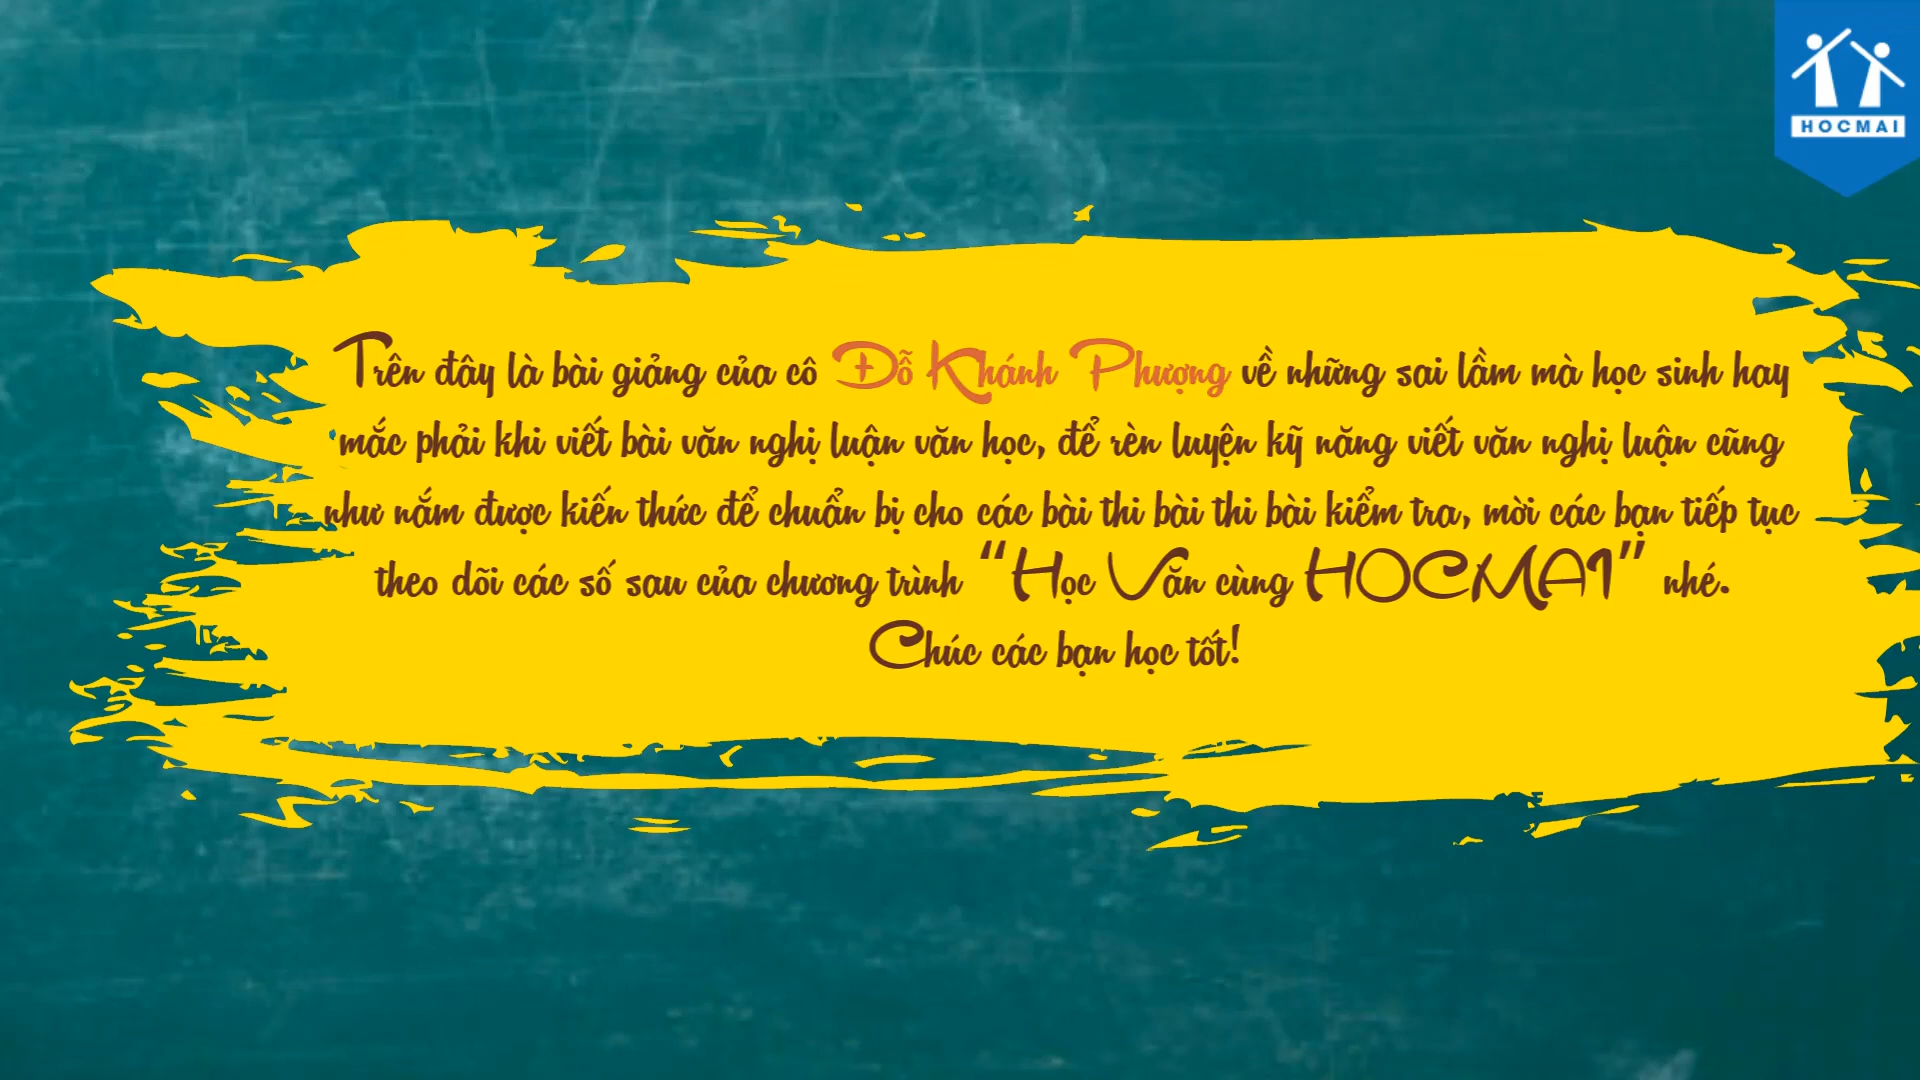 HOCMAI
Trên đây là bài giảng của cô Đỗ Khánh Phượng về những sai lầm mà học sinh hay
mắc phải khi viết bài văn nghị luận văn học, để rèn luyện kỹ năng viết văn nghị luận cũng
như nắm được kiến thức để chuẩn bị cho các bài thi bài thi bài kiểm tra, mời các bạn tiếp tục
theo dõi các số sau của chương trình “Học Văn cùng HOCMAI” nhé.
Chúc các bạn học tốt!